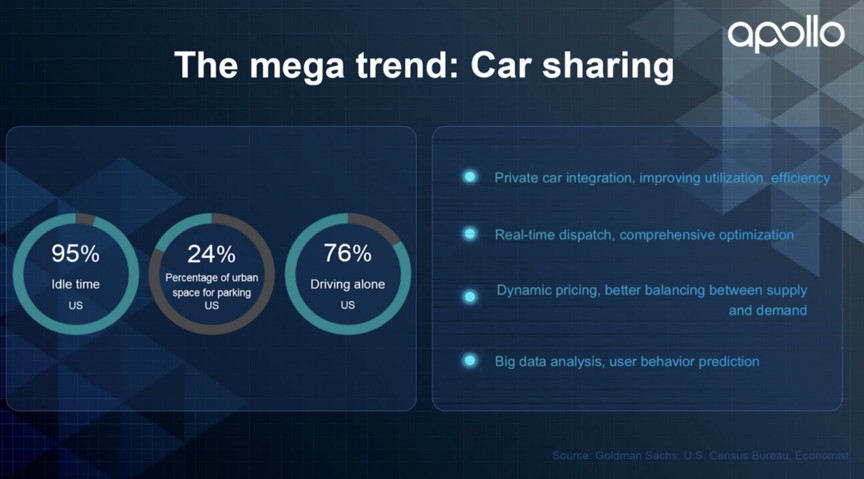 apollo
The mega trend: Car sharing
95%
Idle time
US
24%
Percentage of urban
space for parking
US
76%
Driving alone
US
Private car integration, improving utilization efficiency
Real-time dispatch, comprehensive optimization
Dynamic pricing, better balancing between supply
and demand
Big data analysis, user behavior prediction
Source: Goldman Sachs, U.S. Census Bureau, Economist